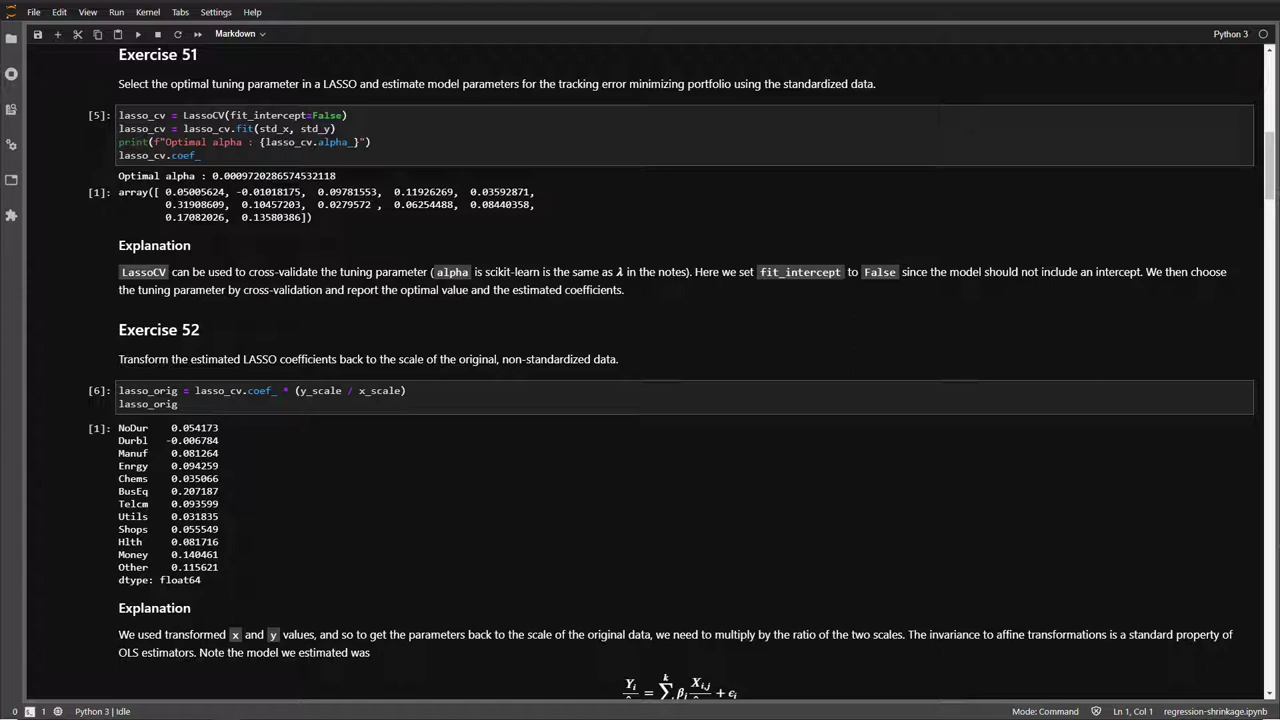 File Edit View Run Kernel Tabs Settings Help
Markdown
Python 3
Exercise 51
Select the optimal tuning parameter in a LASSO and estimate model parameters for the tracking error minimizing portfolio using the standardized data.
[5]: lasso_cv = LassoCV(fit_intercept=False)
lasso_cv = lasso_cv.fit(std_x, std_y)
print(f"Optimal alpha : {lasso_cv.alpha_}")
lasso_cv.coef_
Optimal alpha : 0.0009720286574532118
[1]: array([ 0.05005624, -0.01018175, 0.09781553, 0.11926269, 0.03592871,
0.31908609, 0.10457203, 0.0279572 , 0.06254488, 0.08440358,
0.17082026, 0.13580386])
Explanation
LassoCV can be used to cross-validate the tuning parameter ( alpha is scikit-learn is the same as λ in the notes). Here we set fit_intercept to False since the model should not include an intercept. We then choose
the tuning parameter by cross-validation and report the optimal value and the estimated coefficients.
Exercise 52
Transform the estimated LASSO coefficients back to the scale of the original, non-standardized data.
[6]: lasso_orig = lasso_cv.coef_ * (y_scale / x_scale)
lasso_orig
[1]: NoDur 0.054173
Durbl -0.006784
Manuf 0.081264
Enrgy 0.094259
Chems 0.035066
BusEq 0.207187
Telcm 0.093599
Utils 0.031835
Shops 0.055549
Hlth 0.081716
Money 0.140461
Other 0.115621
dtype: float64
Explanation
We used transformed x and y values, and so to get the parameters back to the scale of the original data, we need to multiply by the ratio of the two scales. The invariance to affine transformations is a standard property of
OLS estimators. Note the model we estimated was
Y_i = ∑ k β_j X_{i,j} + ϵ_i
0 1 Python 3 | Idle Mode: Command Ln 1, Col 1 regression-shrinkage.ipynb